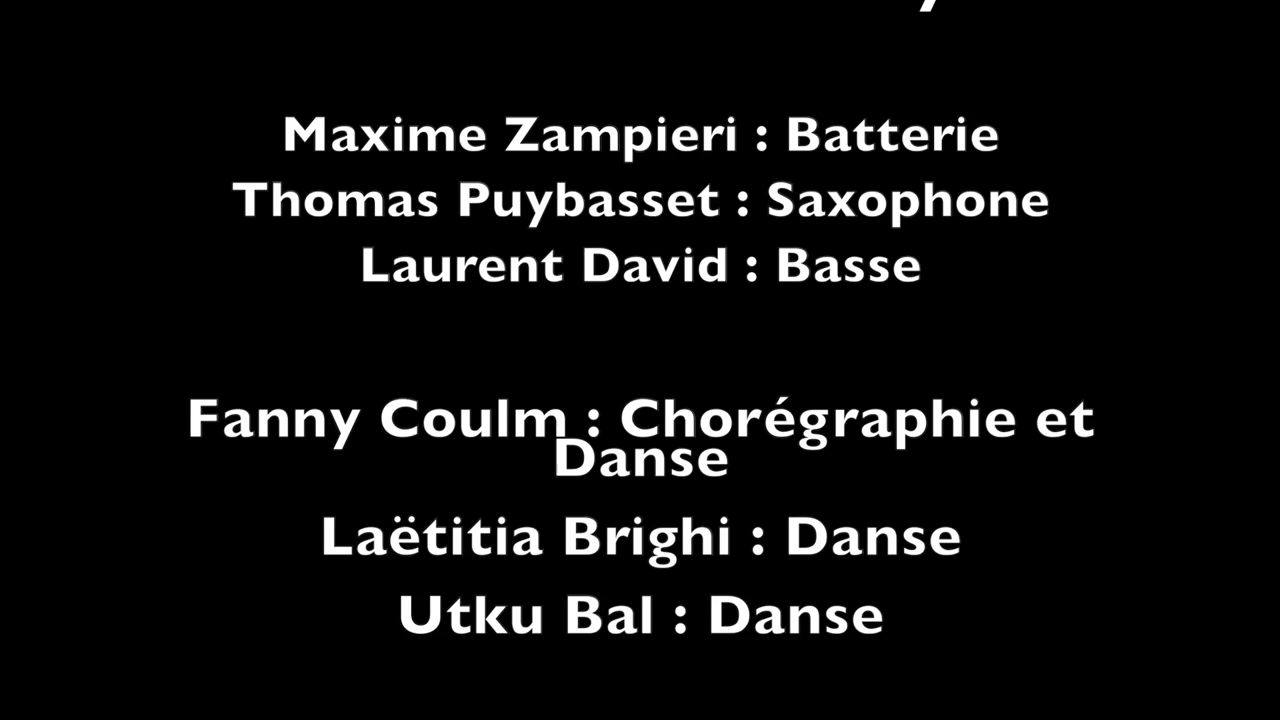 Maxime Zampieri : Batterie
Thomas Puybasset : Saxophone
Laurent David : Basse
Fanny Coulm : Chorégraphie et
Danse
Laëtitia Brighi : Danse
Utku Bal : Danse